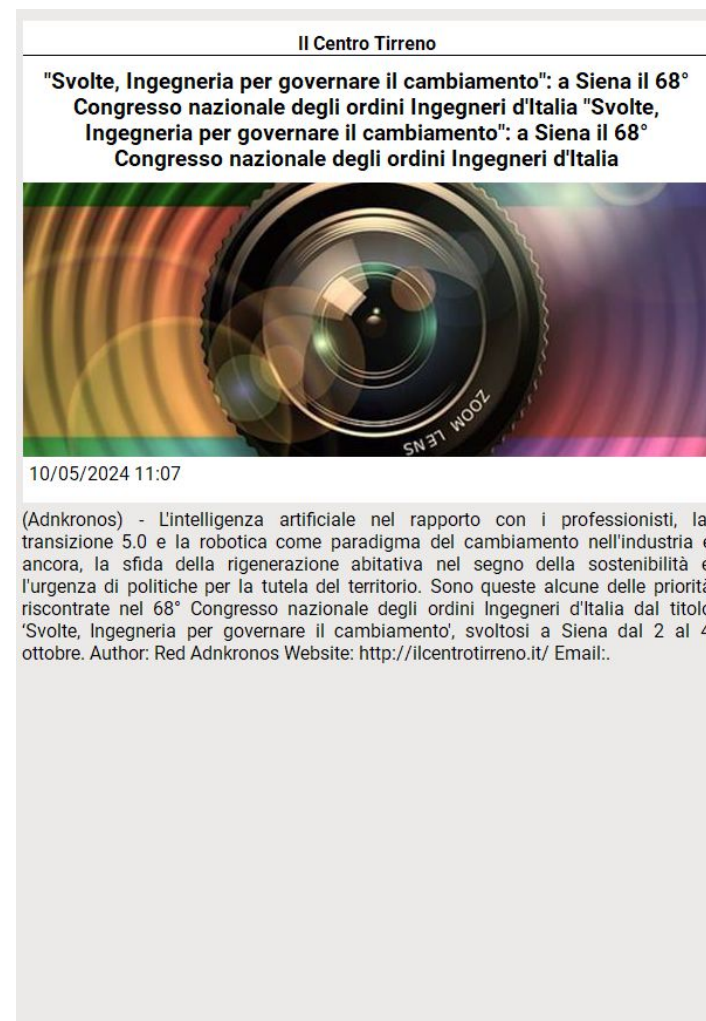 Il Centro Tirreno
"Svolte, Ingegneria per governare il cambiamento": a Siena il 68°
Congresso nazionale degli ordini Ingegneri d'Italia "Svolte,
Ingegneria per governare il cambiamento": a Siena il 68°
Congresso nazionale degli ordini Ingegneri d'Italia
ZOOM LENS
10/05/2024 11:07
(Adnkronos) - L'intelligenza artificiale nel rapporto con i professionisti, la
transizione 5.0 e la robotica come paradigma del cambiamento nell'industria e
ancora, la sfida della rigenerazione abitativa nel segno della sostenibilità e
l'urgenza di politiche per la tutela del territorio. Sono queste alcune delle priorità
riscontrate nel 68° Congresso nazionale degli ordini Ingegneri d'Italia dal titolo
‘Svolte, Ingegneria per governare il cambiamento', svoltosi a Siena dal 2 al 4
ottobre. Author: Red Adnkronos Website: http://ilcentrotirreno.it/ Email:.